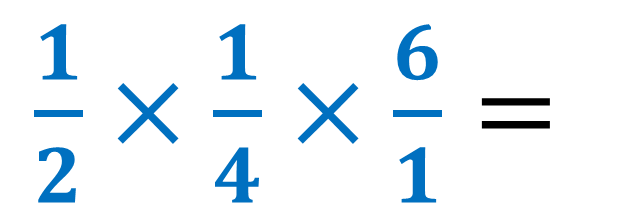 1/2 × 1/4 × 6/1 =